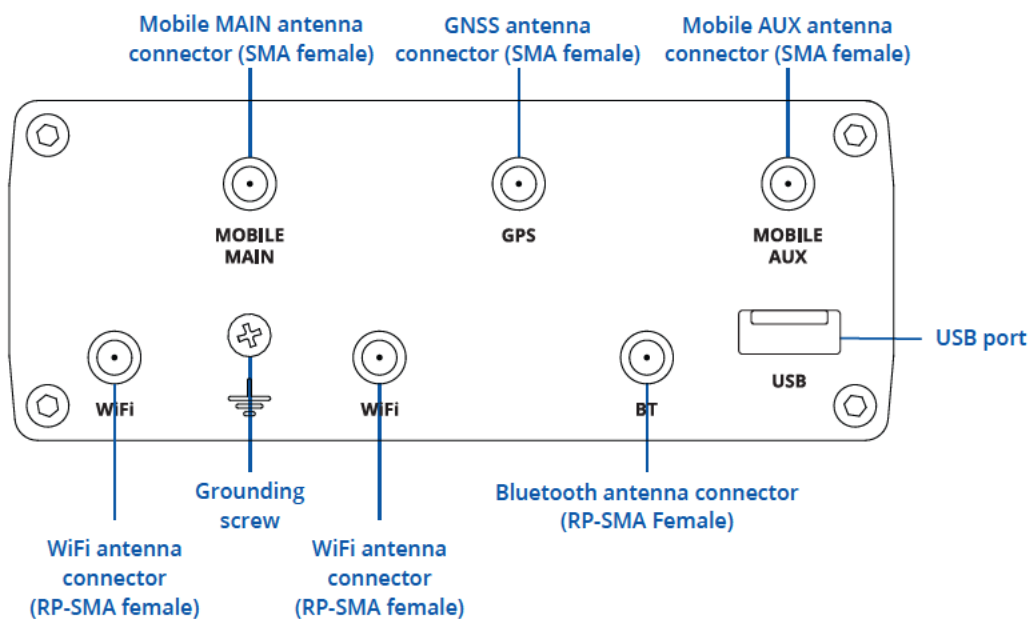 Mobile MAIN antenna
connector (SMA female)
GNSS antenna
connector (SMA female)
Mobile AUX antenna
connector (SMA female)
MOBILE
MAIN
GPS
MOBILE
AUX
USB port
USB
WiFi
WiFi
BT
Grounding
screw
Bluetooth antenna connector
(RP-SMA Female)
WiFi antenna
connector
(RP-SMA female)
WiFi antenna
connector
(RP-SMA female)